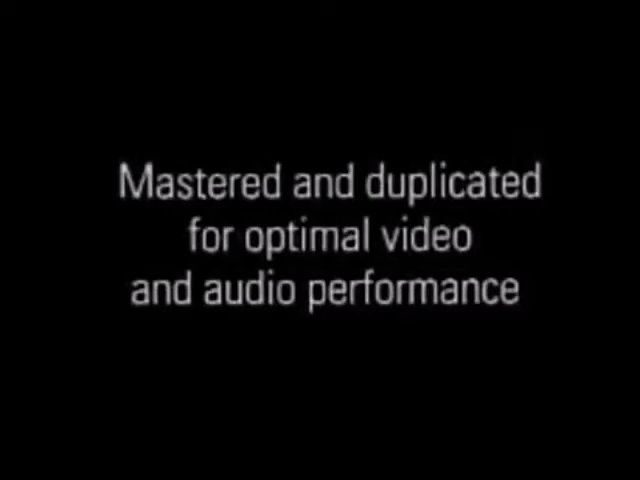 Mastered and duplicated
for optimal video
and audio performance